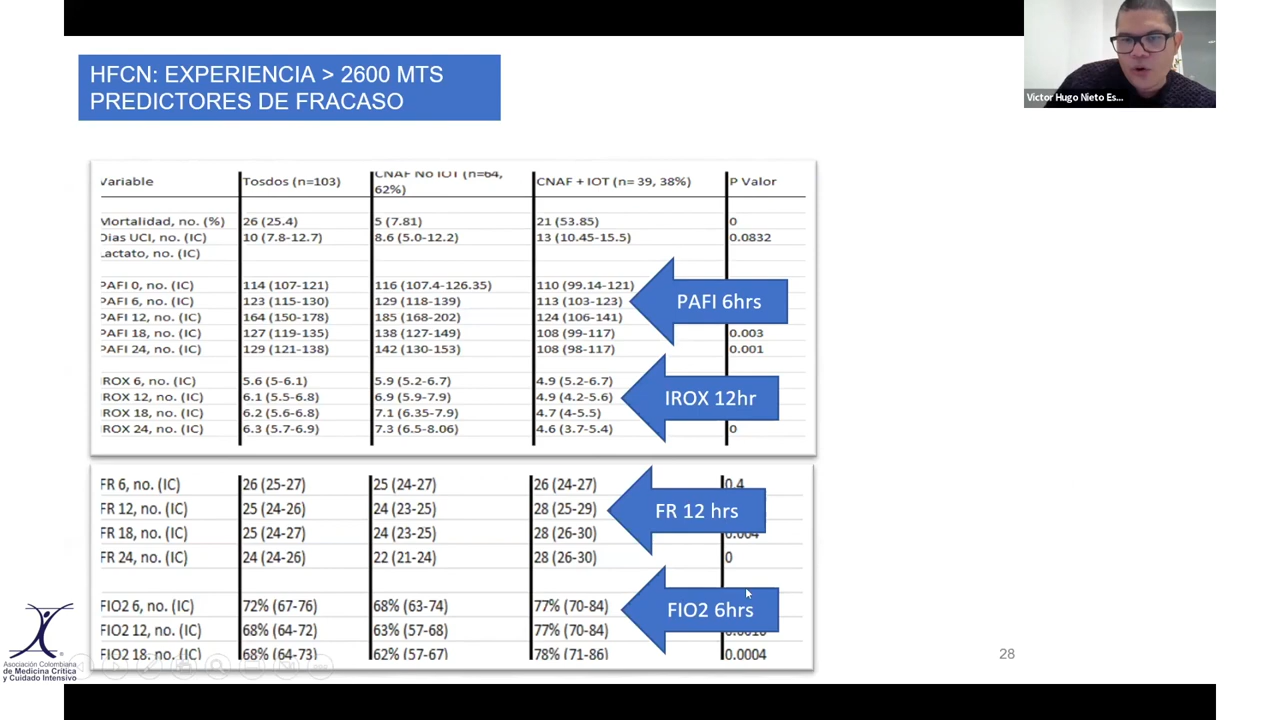 HFCN: EXPERIENCIA > 2600 MTS
PREDICTORES DE FRACASO
Victor Hugo Nieto Es...
Variable Tosdos (n=103) CNAF No IOT (n=64, 62%) CNAF + IOT (n= 39, 38%) P Valor
Mortalidad, no. (%) 26 (25.4) 5 (7.81) 21 (53.85) 0
Dias UCI, no. (IC) 10 (7.8-12.7) 8.6 (5.0-12.2) 13 (10.45-15.5) 0.0832
Lactato, no. (IC)
PAFI 0, no. (IC) 114 (107-121) 116 (107.4-126.35) 110 (99.14-121)
PAFI 6, no. (IC) 123 (115-130) 129 (118-139) 113 (103-123)
PAFI 12, no. (IC) 164 (150-178) 185 (168-202) 124 (106-141)
PAFI 18, no. (IC) 127 (119-135) 138 (127-149) 108 (99-117) 0.003
PAFI 24, no. (IC) 129 (121-138) 142 (130-153) 108 (98-117) 0.001
PAFI 6hrs
IROX 6, no. (IC) 5.6 (5-6.1) 5.9 (5.2-6.7) 4.9 (5.2-6.7)
IROX 12, no. (IC) 6.1 (5.5-6.8) 6.9 (5.9-7.9) 4.9 (4.2-5.6)
IROX 18, no. (IC) 6.2 (5.6-6.8) 7.1 (6.35-7.9) 4.7 (4-5.5)
IROX 24, no. (IC) 6.3 (5.7-6.9) 7.3 (6.5-8.06) 4.6 (3.7-5.4) 0
IROX 12hr
FR 6, no. (IC) 26 (25-27) 25 (24-27) 26 (24-27) 0.4
FR 12, no. (IC) 25 (24-26) 24 (23-25) 28 (25-29)
FR 18, no. (IC) 25 (24-27) 24 (23-25) 28 (26-30) 0.004
FR 24, no. (IC) 24 (24-26) 22 (21-24) 28 (26-30) 0
FR 12 hrs
FIO2 6, no. (IC) 72% (67-76) 68% (63-74) 77% (70-84)
FIO2 12, no. (IC) 68% (64-72) 63% (57-68) 77% (70-84)
FIO2 18, no. (IC) 68% (64-73) 62% (57-67) 78% (71-86) 0.0004
FIO2 6hrs
Asociación Colombiana
de Medicina Crítica
y Cuidado Intensivo
28